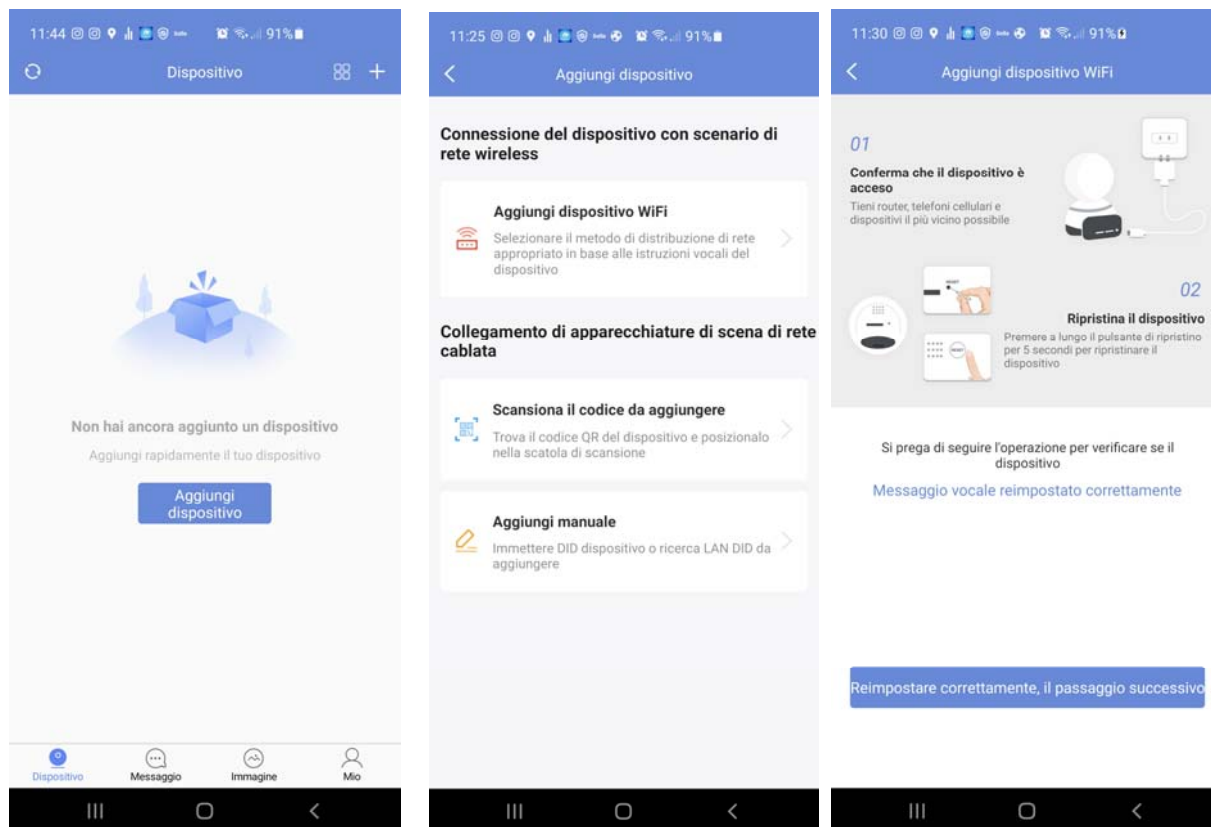 11:44
91%
Dispositivo
Non hai ancora aggiunto un dispositivo
Aggiungi rapidamente il tuo dispositivo
Aggiungi
dispositivo
Dispositivo
Messaggio
Immagine
Mio
11:25
91%
Aggiungi dispositivo
Connessione del dispositivo con scenario di
rete wireless
Aggiungi dispositivo WiFi
Selezionare il metodo di distribuzione di rete
appropriato in base alle istruzioni vocali del
dispositivo
Collegamento di apparecchiature di scena di rete
cablata
Scansiona il codice da aggiungere
Trova il codice QR del dispositivo e posizionalo
nella scatola di scansione
Aggiungi manuale
Immettere DID dispositivo o ricerca LAN DID da
aggiungere
11:30
91%
Aggiungi dispositivo WiFi
01
Conferma che il dispositivo è
acceso
Tieni router, telefoni cellulari e
dispositivi il più vicino possibile
RESET
RESET
02
Ripristina il dispositivo
Premere a lungo il pulsante di ripristino
per 5 secondi per ripristinare il
dispositivo
Si prega di seguire l'operazione per verificare se il
dispositivo
Messaggio vocale reimpostato correttamente
Reimpostare correttamente, il passaggio successivo